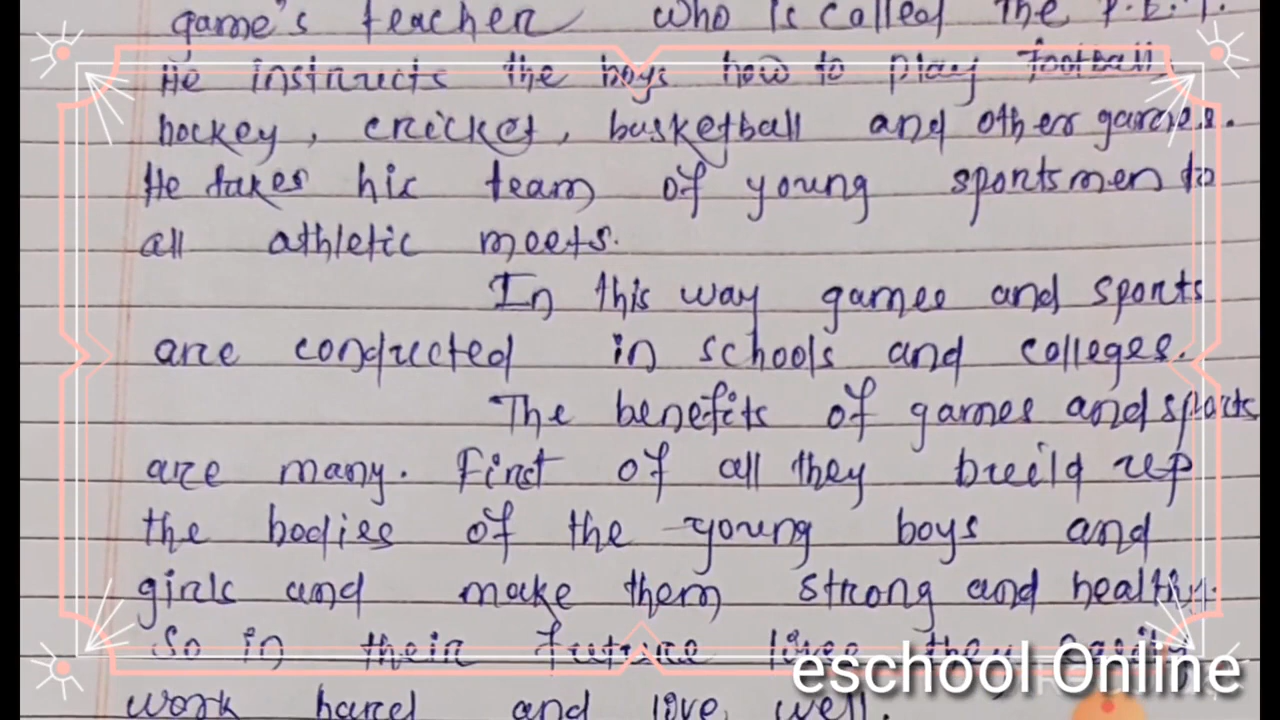 game's teacher who is called the P.E.T.
He instructs the boys how to play football,
hockey, cricket, basketball and other games.
He takes his team of young sportsmen to
all athletic meets.
In this way games and sports
are conducted in schools and colleges.
The benefits of games and sports
are many. First of all they build up
the bodies of the young boys and
girls and make them strong and healthy.
So in their future lives they easily
work hard and love well.
eschool Online